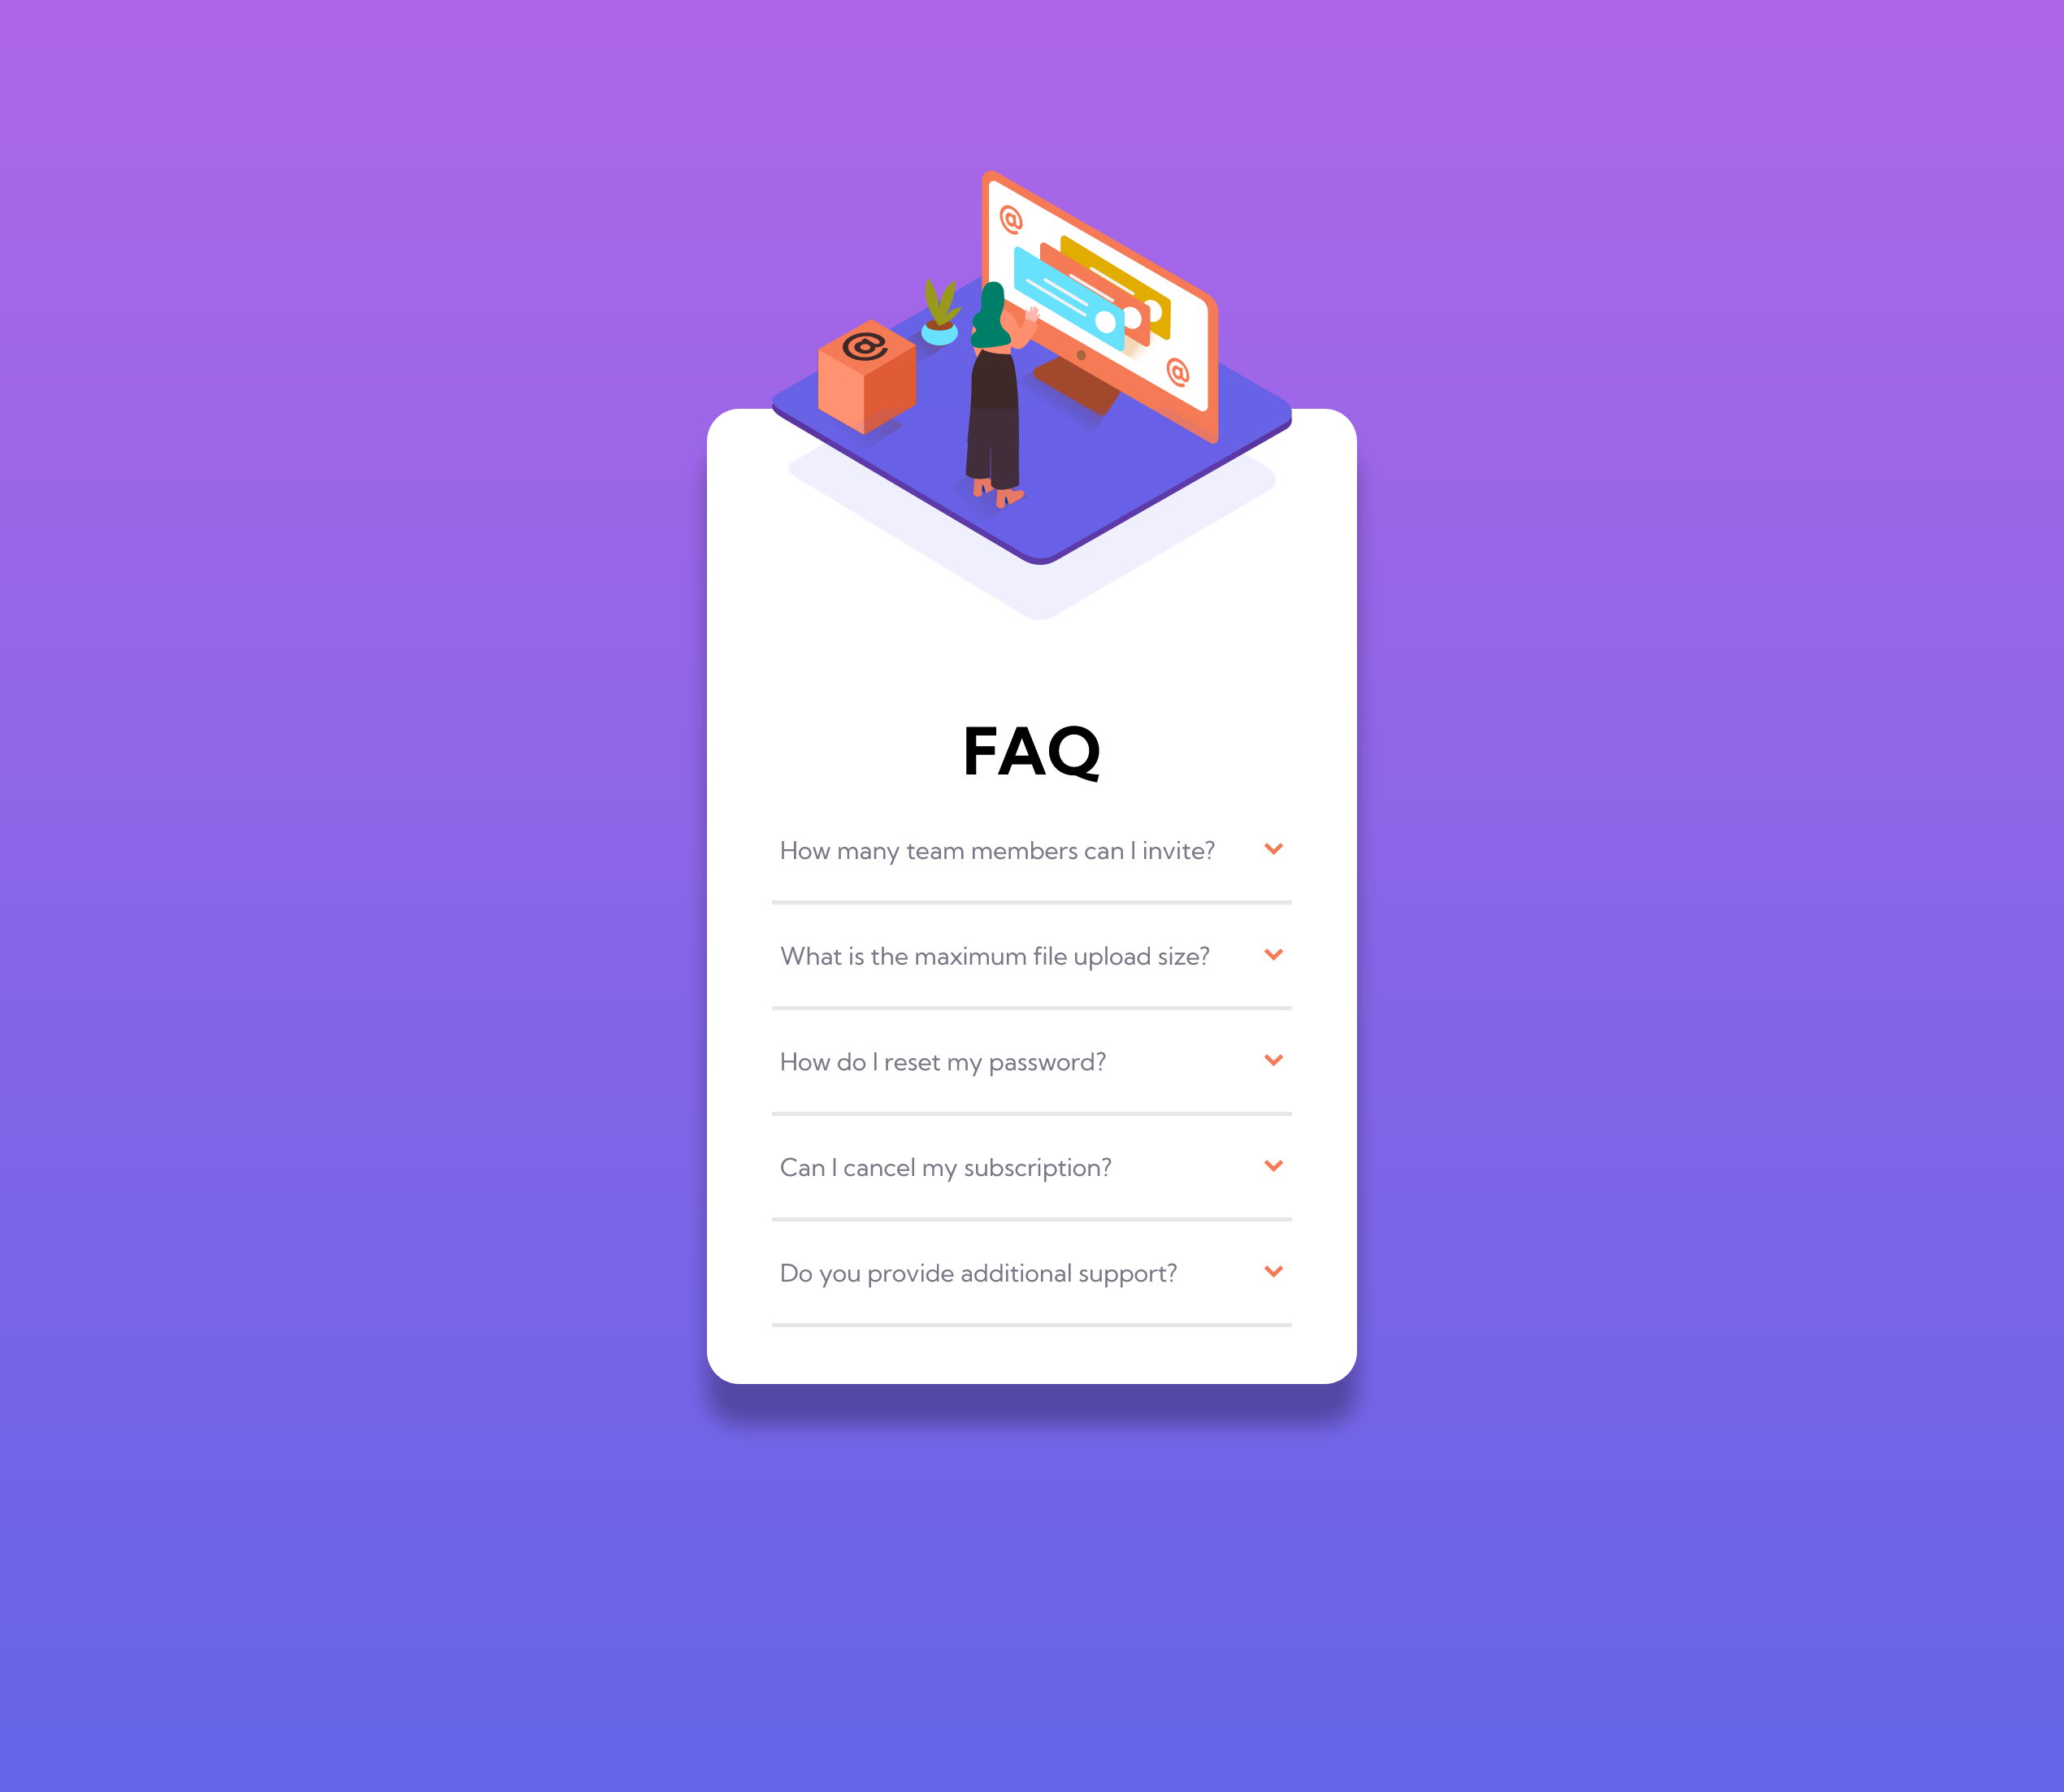 @
@
@
FAQ
How many team members can I invite?
What is the maximum file upload size?
How do I reset my password?
Can I cancel my subscription?
Do you provide additional support?